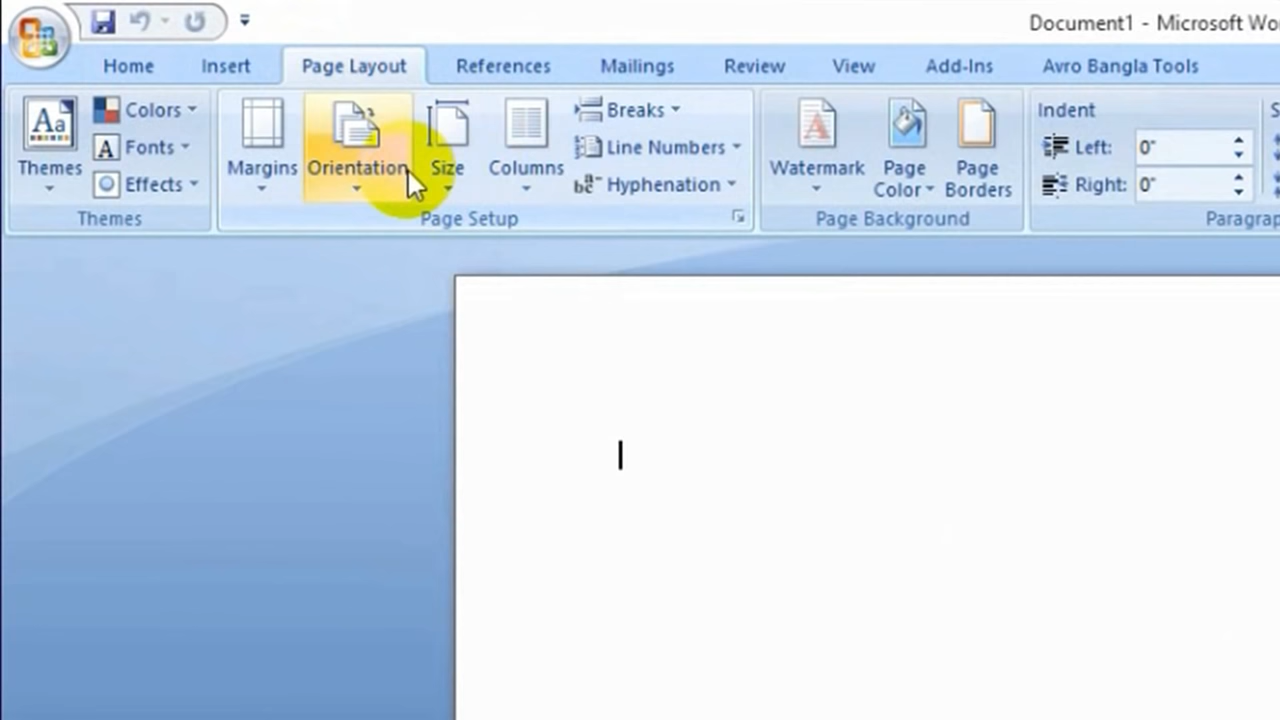 Document1 - Microsoft Wo
Home Insert Page Layout References Mailings Review View Add-Ins Avro Bangla Tools
Aa Themes
Colors
A Fonts
Effects
Themes
Margins Orientation Size Columns
Breaks
Line Numbers
Hyphenation
Page Setup
Watermark Page Color Page Borders
Page Background
Indent
Left: 0"
Right: 0"
Paragrap